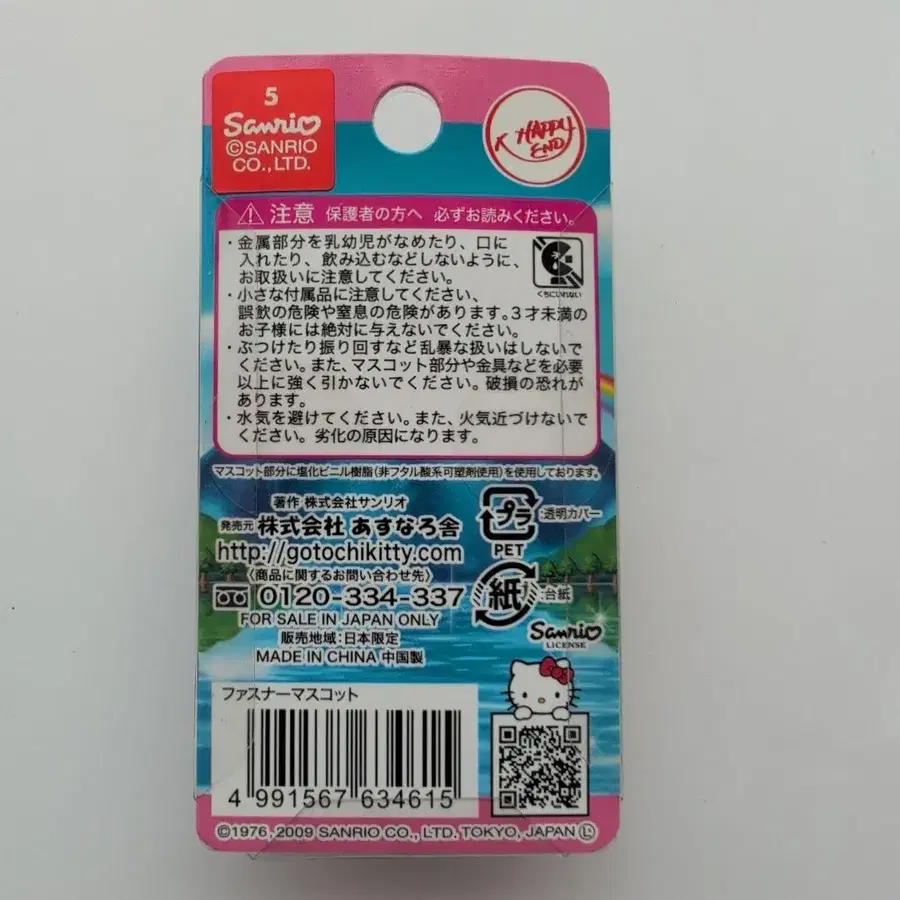 5
Sanrio
©SANRIO
CO.,LTD.
K HAPPY
END
注意 保護者の方へ 必ずお読みください。
・金属部分を乳幼児がなめたり、口に
入れたり、飲み込むなどしないように、
お取扱いに注意してください。
くちにいれない
・小さな付属品に注意してください、
誤飲の危険や窒息の危険があります。3才未満の
お子様には絶対に与えないでください。
・ぶつけたり振り回すなど乱暴な扱いはしないで
ください。また、マスコット部分や金具などを必要
以上に強く引かないでください。破損の恐れが
あります。
・水気を避けてください。また、火気近づけないで
ください。劣化の原因になります。
マスコット部分に塩化ビニル樹脂(非フタル酸系可塑剤使用)を使用しております。
著作 株式会社サンリオ
発売元 株式会社 あすなろ舎
http://gotochikitty.com
〈商品に関するお問い合わせ先〉
0120-334-337
FOR SALE IN JAPAN ONLY
販売地域:日本限定
MADE IN CHINA 中国製
プラ
:透明カバー
PET
紙
:台紙
Sanrio
LICENSE
ファスナーマスコット
4 991567 634615
©1976, 2009 SANRIO CO., LTD. TOKYO, JAPAN Ⓛ